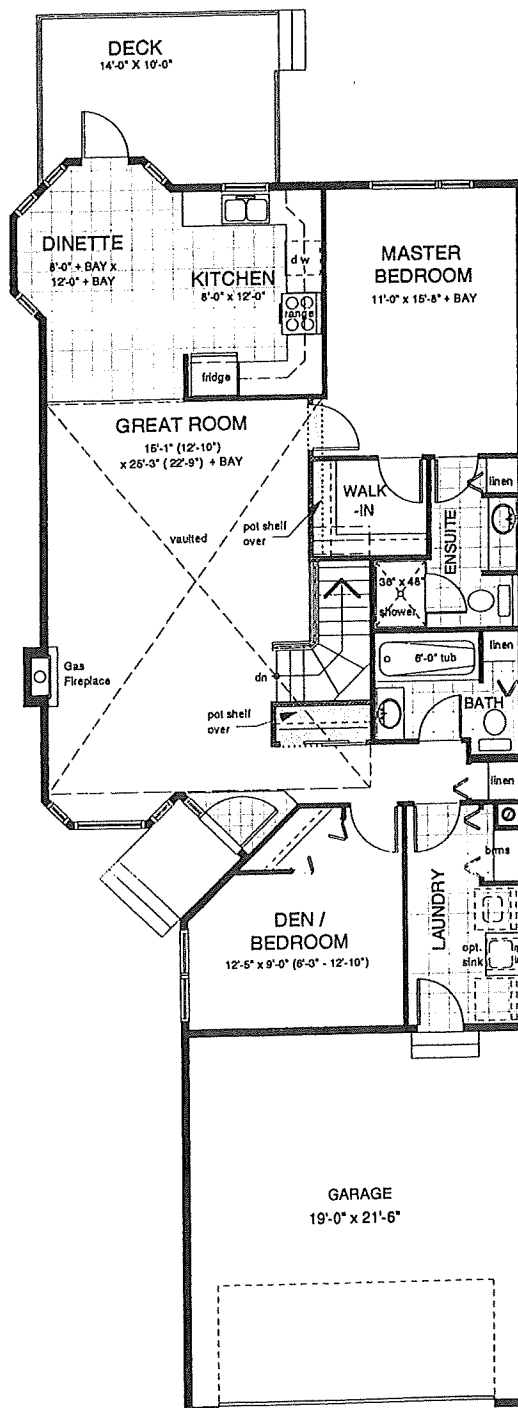 DECK
14'-0" X 10'-0"
DINETTE
8'-0" + BAY x
12'-0" + BAY
KITCHEN
8'-0" x 12'-0"
d w
range
fridge
MASTER
BEDROOM
11'-0" x 15'-8" + BAY
GREAT ROOM
15'-1" (12'-10")
x 25'-3" ( 22'-9") + BAY
WALK
-IN
linen
ENSUITE
pot shelf
over
vaulted
36" x 48"
shower
linen
6'-0" tub
BATH
Gas
Fireplace
dn
pot shelf
over
linen
brms
LAUNDRY
DEN /
BEDROOM
12'-5" x 9'-0" (6'-3" - 12'-10")
opt.
sink
GARAGE
19'-0" x 21'-6"